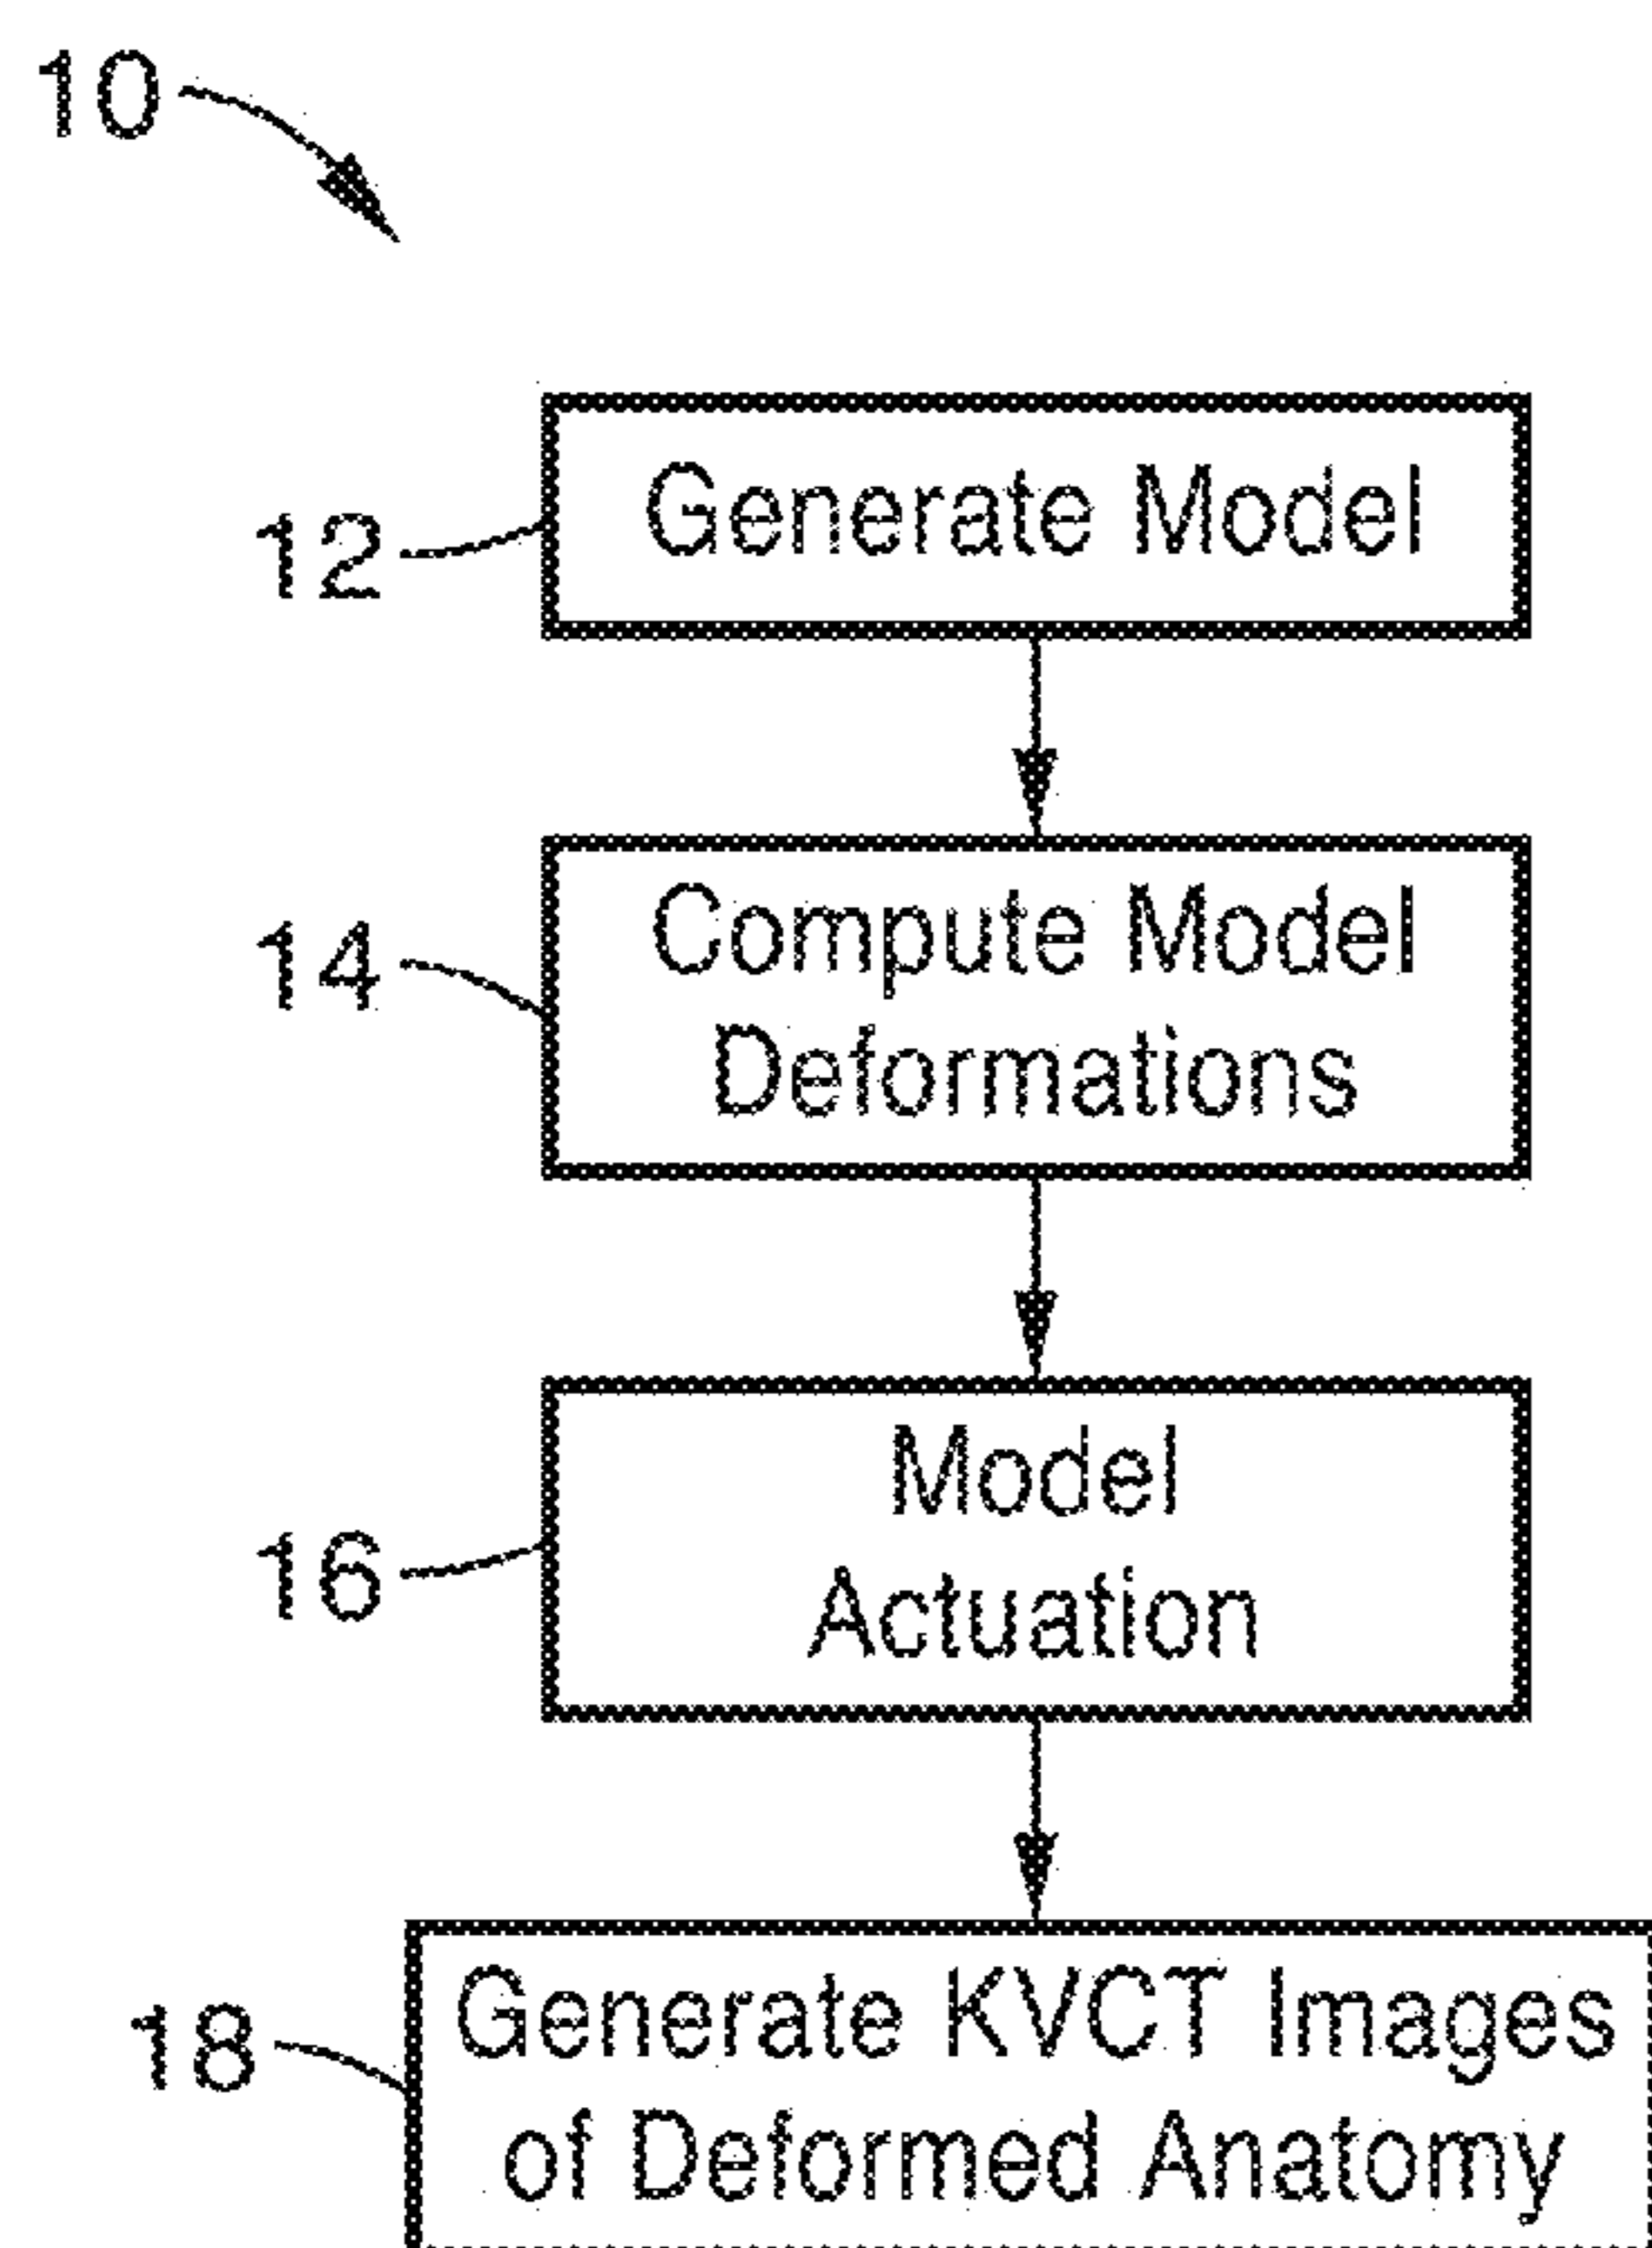 10
12
Generate Model
14
Compute Model
Deformations
16
Model
Actuation
18
Generate KVCT Images
of Deformed Anatomy